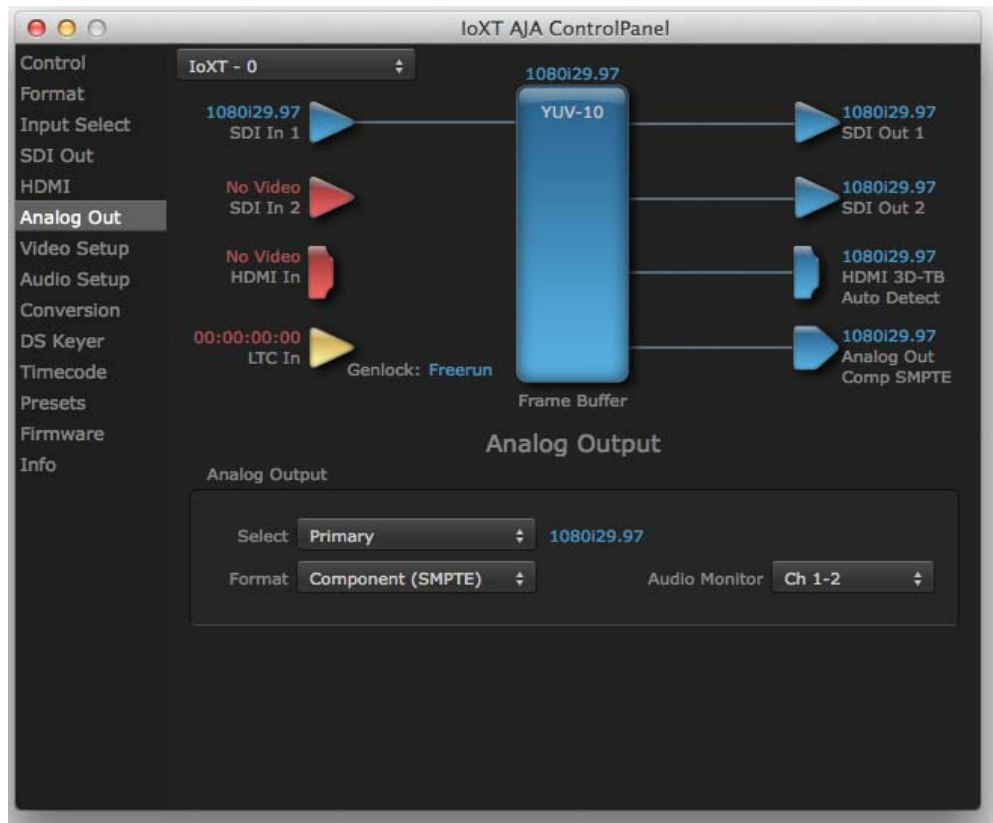 IoXT AJA ControlPanel
Control
Format
Input Select
SDI Out
HDMI
Analog Out
Video Setup
Audio Setup
Conversion
DS Keyer
Timecode
Presets
Firmware
Info
IoXT - 0
1080i29.97
SDI In 1
No Video
SDI In 2
No Video
HDMI In
00:00:00:00
LTC In
Genlock: Freerun
1080i29.97
YUV-10
Frame Buffer
1080i29.97
SDI Out 1
1080i29.97
SDI Out 2
1080i29.97
HDMI 3D-TB
Auto Detect
1080i29.97
Analog Out
Comp SMPTE
Analog Output
Analog Output
Select Primary 1080i29.97
Format Component (SMPTE) Audio Monitor Ch 1-2